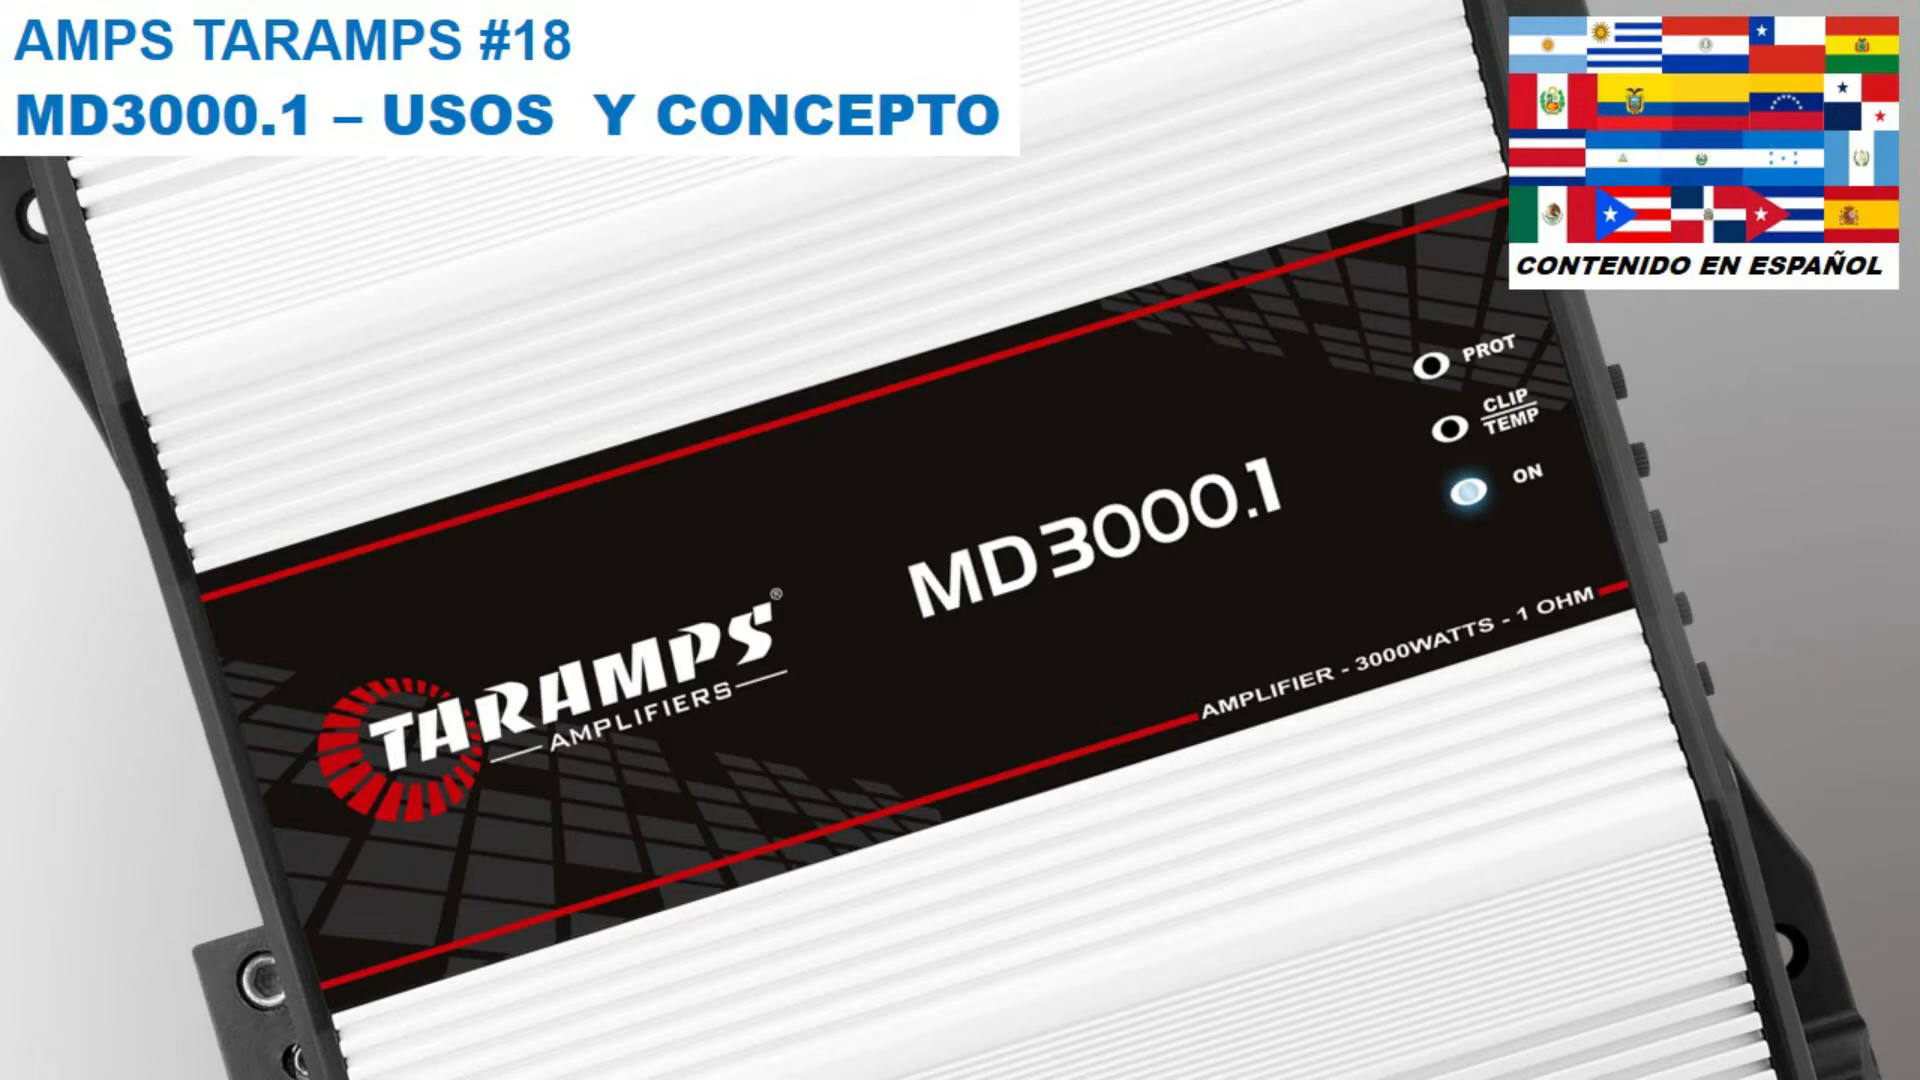 AMPS TARAMPS #18
MD3000.1 – USOS Y CONCEPTO
CONTENIDO EN ESPAÑOL
PROT
CLIP
TEMP
ON
MD3000.1
TARAMPS®
AMPLIFIERS
AMPLIFIER - 3000WATTS - 1 OHM